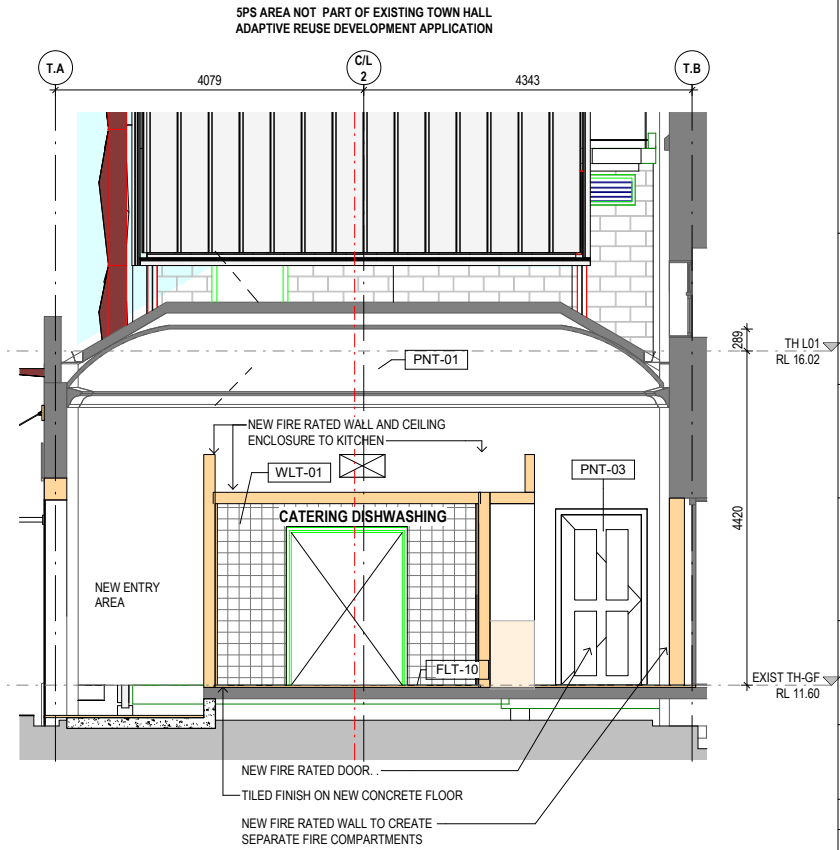 5PS AREA NOT PART OF EXISTING TOWN HALL
ADAPTIVE REUSE DEVELOPMENT APPLICATION
T.A
C/L
2
T.B
4079
4343
289
TH L01
RL 16.02
PNT-01
NEW FIRE RATED WALL AND CEILING
ENCLOSURE TO KITCHEN
WLT-01
PNT-03
CATERING DISHWASHING
4420
NEW ENTRY
AREA
FLT-10
EXIST TH-GF
RL 11.60
NEW FIRE RATED DOOR. .
TILED FINISH ON NEW CONCRETE FLOOR
NEW FIRE RATED WALL TO CREATE
SEPARATE FIRE COMPARTMENTS